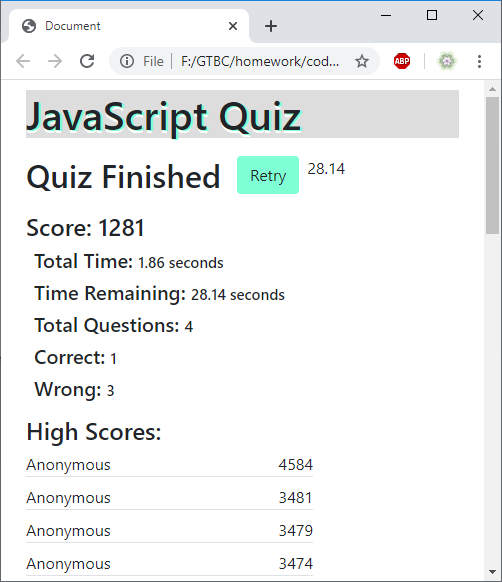 Document
File | F:/GTBC/homework/cod...
ABP
JavaScript Quiz
Quiz Finished Retry 28.14
Score: 1281
Total Time: 1.86 seconds
Time Remaining: 28.14 seconds
Total Questions: 4
Correct: 1
Wrong: 3
High Scores:
Anonymous 4584
Anonymous 3481
Anonymous 3479
Anonymous 3474